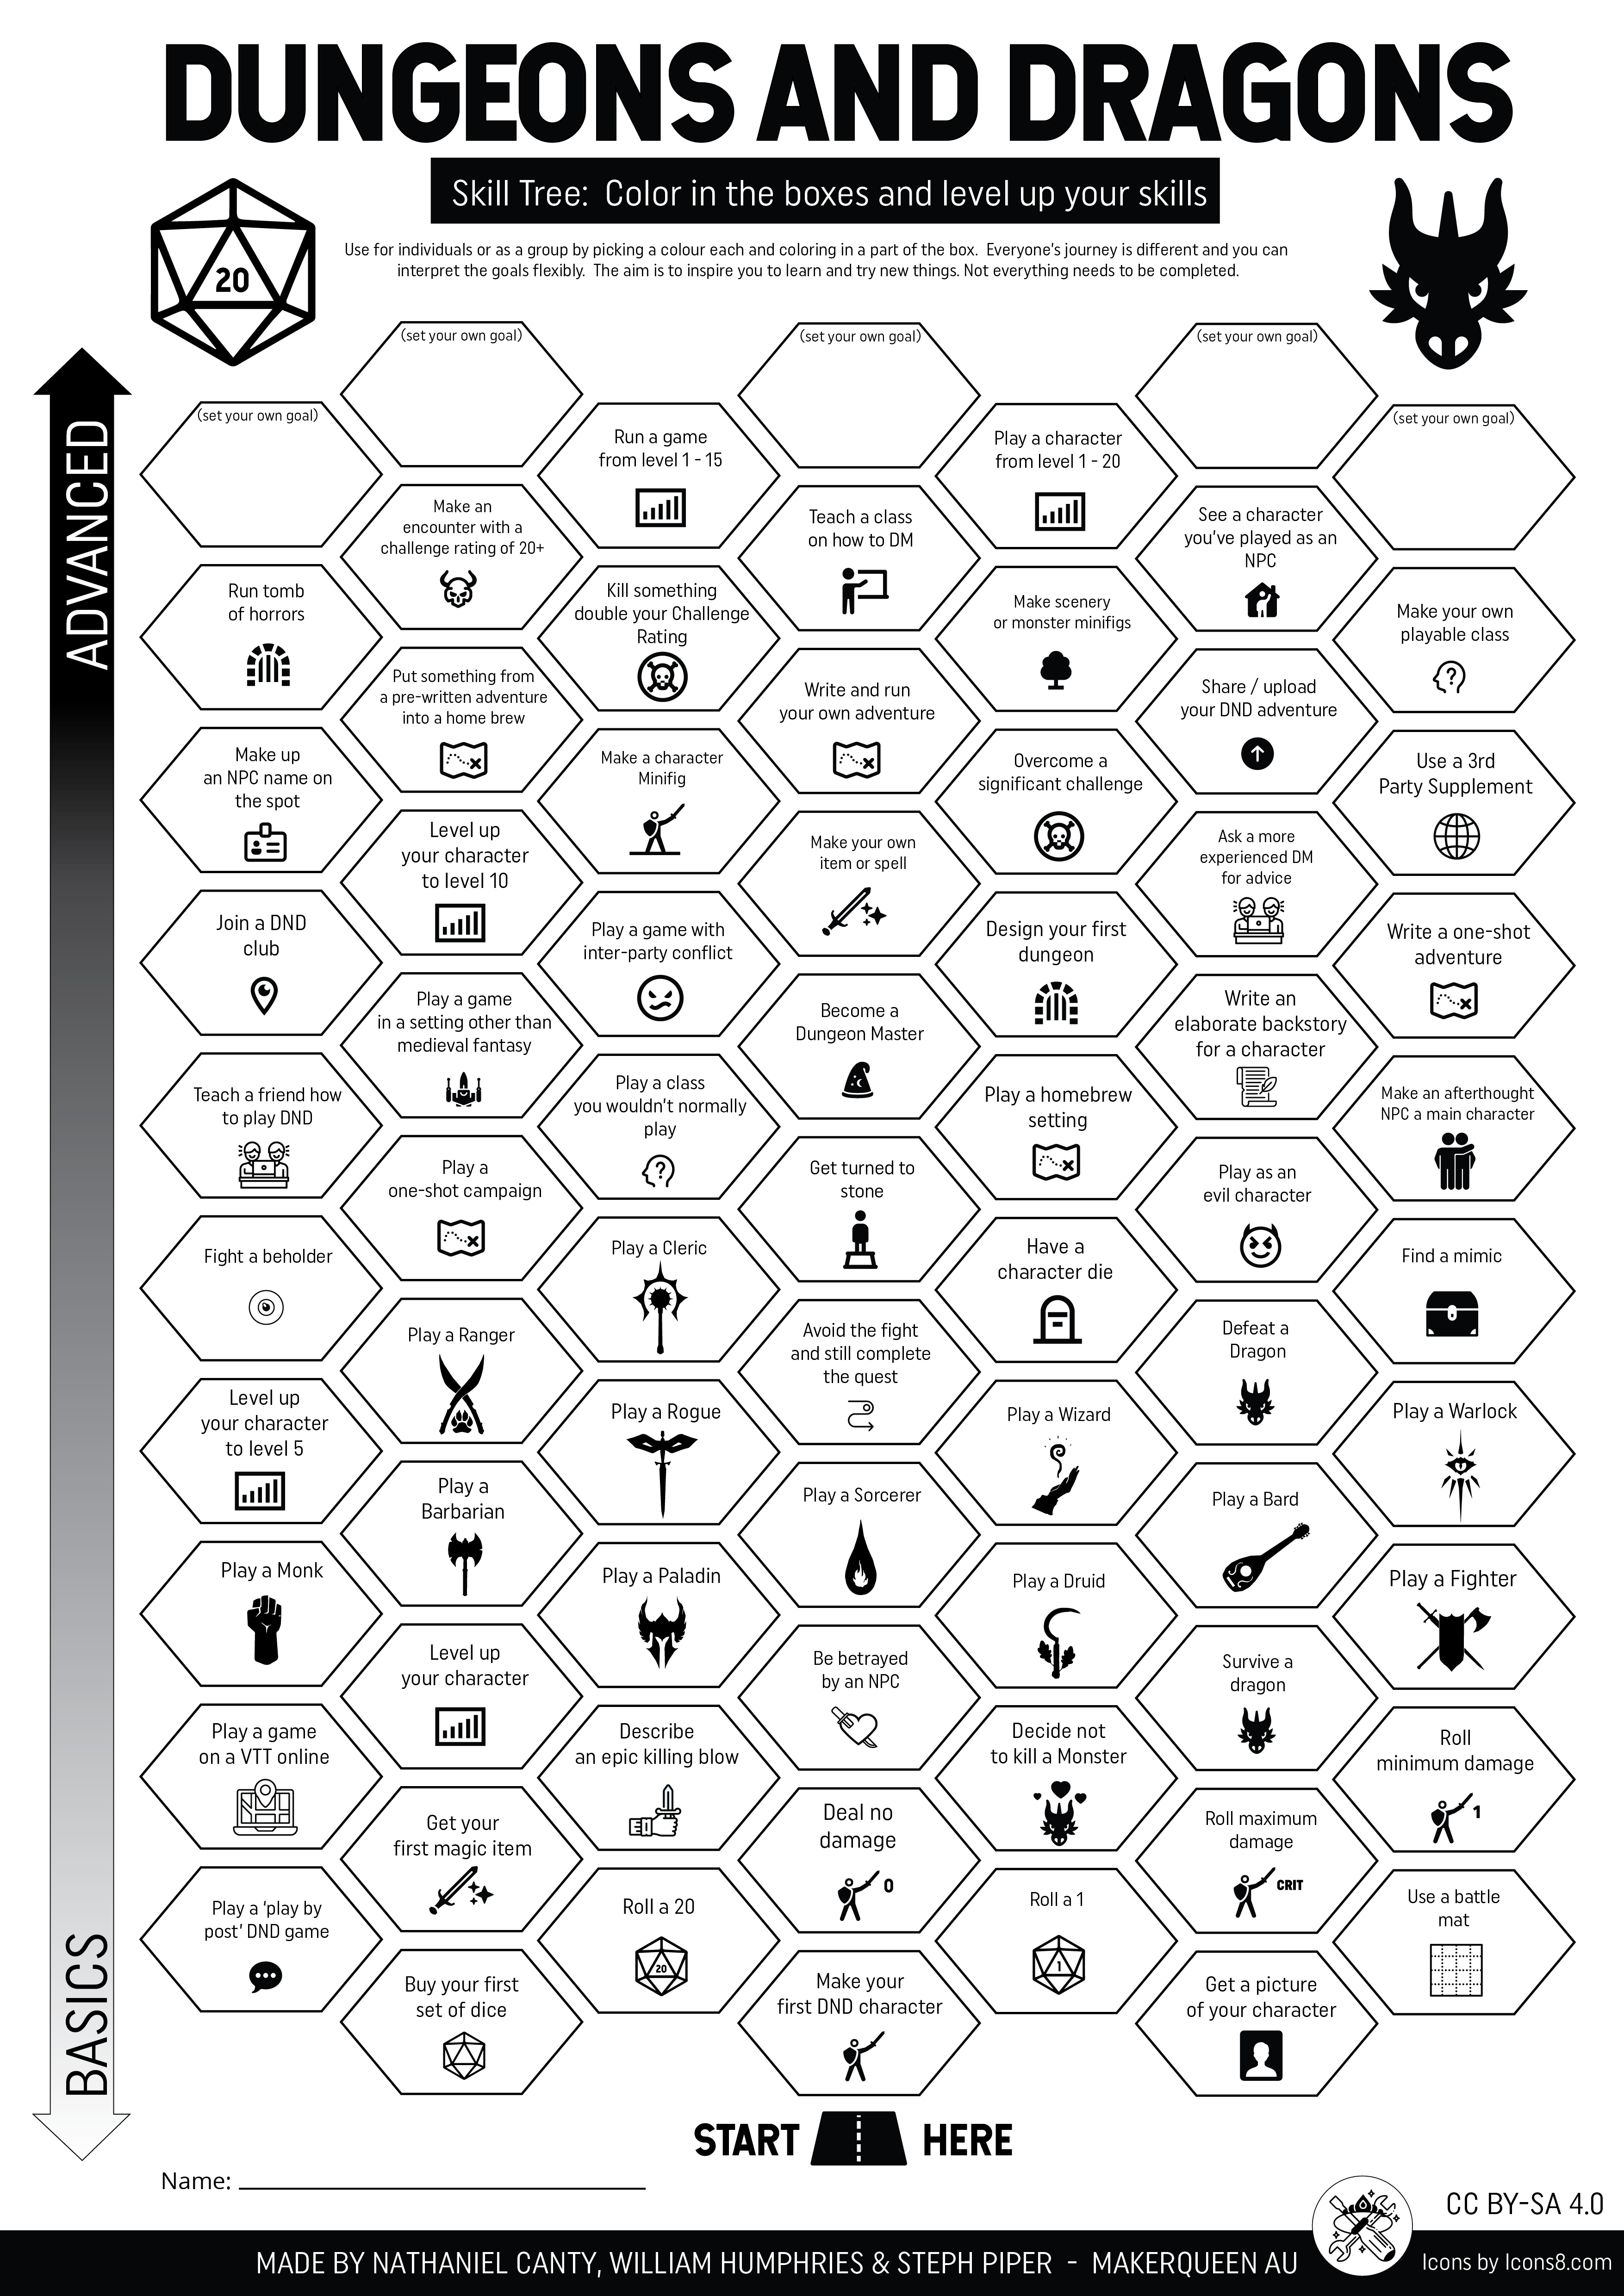 DUNGEONS AND DRAGONS
Skill Tree: Color in the boxes and level up your skills
Use for individuals or as a group by picking a colour each and coloring in a part of the box. Everyone's journey is different and you can
interpret the goals flexibly. The aim is to inspire you to learn and try new things. Not everything needs to be completed.
20
ADVANCED
BASICS
(set your own goal)
(set your own goal)
(set your own goal)
(set your own goal)
(set your own goal)
Run a game
from level 1 - 15
Play a character
from level 1 - 20
Make an
encounter with a
challenge rating of 20+
Teach a class
on how to DM
See a character
you've played as an
NPC
Run tomb
of horrors
Kill something
double your Challenge
Rating
Make scenery
or monster minifigs
Make your own
playable class
Put something from
a pre-written adventure
into a home brew
Write and run
your own adventure
Share / upload
your DND adventure
Make up
an NPC name on
the spot
Make a character
Minifig
Overcome a
significant challenge
Use a 3rd
Party Supplement
Level up
your character
to level 10
Make your own
item or spell
Ask a more
experienced DM
for advice
Join a DND
club
Play a game with
inter-party conflict
Design your first
dungeon
Write a one-shot
adventure
Play a game
in a setting other than
medieval fantasy
Become a
Dungeon Master
Write an
elaborate backstory
for a character
Teach a friend how
to play DND
Play a class
you wouldn't normally
play
Play a homebrew
setting
Make an afterthought
NPC a main character
Play a
one-shot campaign
Get turned to
stone
Play as an
evil character
Fight a beholder
Play a Cleric
Have a
character die
Find a mimic
Play a Ranger
Avoid the fight
and still complete
the quest
Defeat a
Dragon
Level up
your character
to level 5
Play a Rogue
Play a Wizard
Play a Warlock
Play a
Barbarian
Play a Sorcerer
Play a Bard
Play a Monk
Play a Paladin
Play a Druid
Play a Fighter
Level up
your character
Be betrayed
by an NPC
Survive a
dragon
Play a game
on a VTT online
Describe
an epic killing blow
Decide not
to kill a Monster
Roll
minimum damage
1
Get your
first magic item
Deal no
damage
0
Roll maximum
damage
CRIT
Play a 'play by
post' DND game
Roll a 20
20
Roll a 1
1
Use a battle
mat
Buy your first
set of dice
Make your
first DND character
Get a picture
of your character
START HERE
Name:
CC BY-SA 4.0
MADE BY NATHANIEL CANTY, WILLIAM HUMPHRIES & STEPH PIPER - MAKERQUEEN AU
Icons by Icons8.com